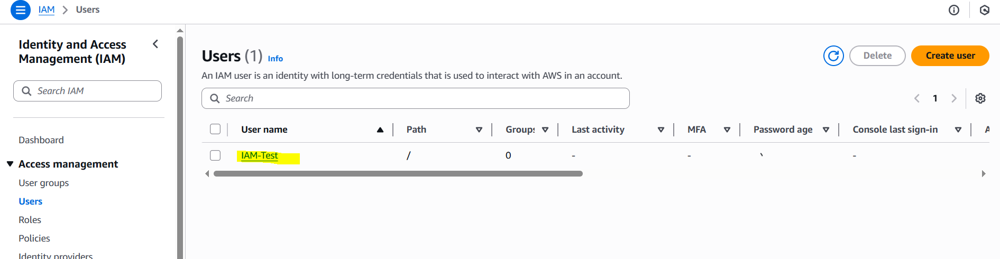 IAM > Users
Identity and Access
Management (IAM)
Search IAM
Dashboard
Access management
User groups
Users
Roles
Policies
Identity providers
Users (1) Info
Delete
Create user
An IAM user is an identity with long-term credentials that is used to interact with AWS in an account.
Search
1
User name Path Groups Last activity MFA Password age Console last sign-in A
IAM-Test / 0 - - -